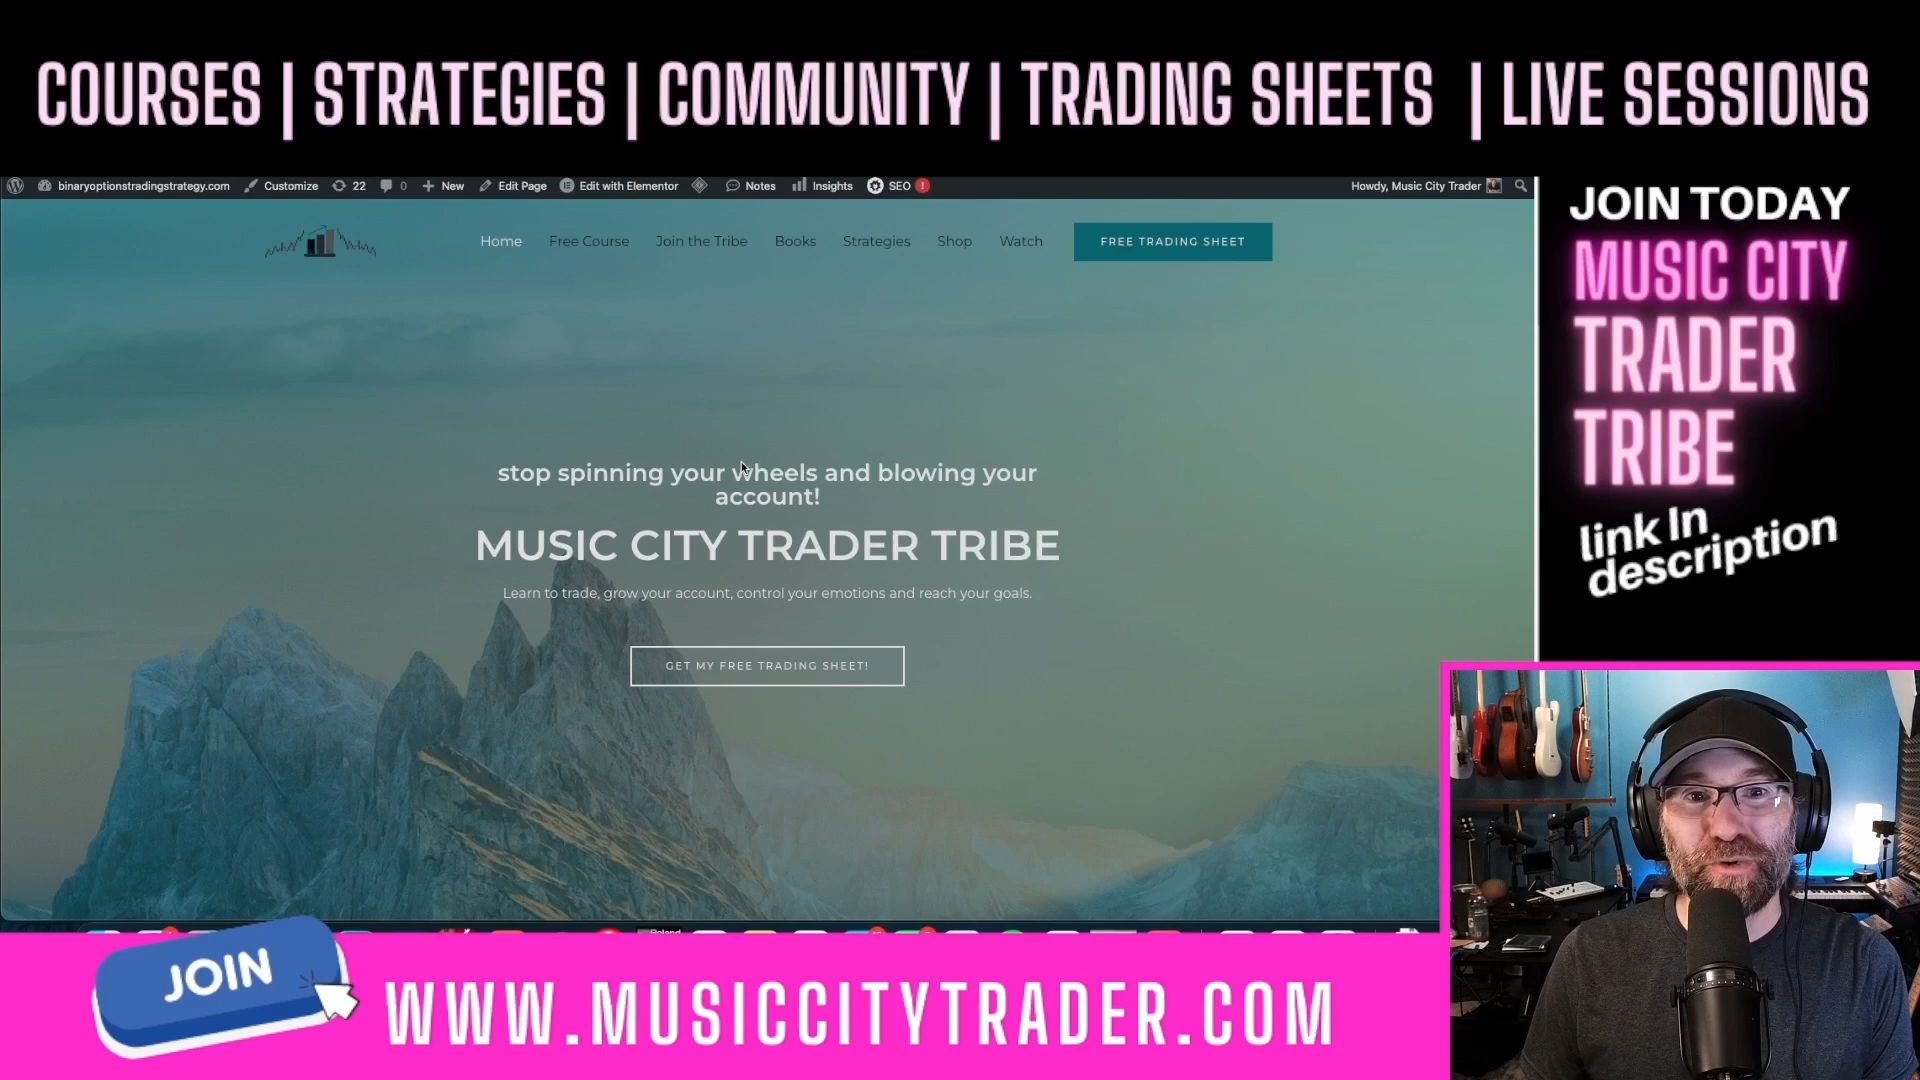 COURSES | STRATEGIES | COMMUNITY | TRADING SHEETS | LIVE SESSIONS
binaryoptionstradingstrategy.com Customize 22 0 New Edit Page Edit with Elementor Notes Insights SEO ! Howdy, Music City Trader
Home Free Course Join the Tribe Books Strategies Shop Watch FREE TRADING SHEET
stop spinning your wheels and blowing your
account!
MUSIC CITY TRADER TRIBE
Learn to trade, grow your account, control your emotions and reach your goals.
GET MY FREE TRADING SHEET!
JOIN TODAY
MUSIC CITY
TRADER
TRIBE
link In
description
Roland
JOIN
WWW.MUSICCITYTRADER.COM